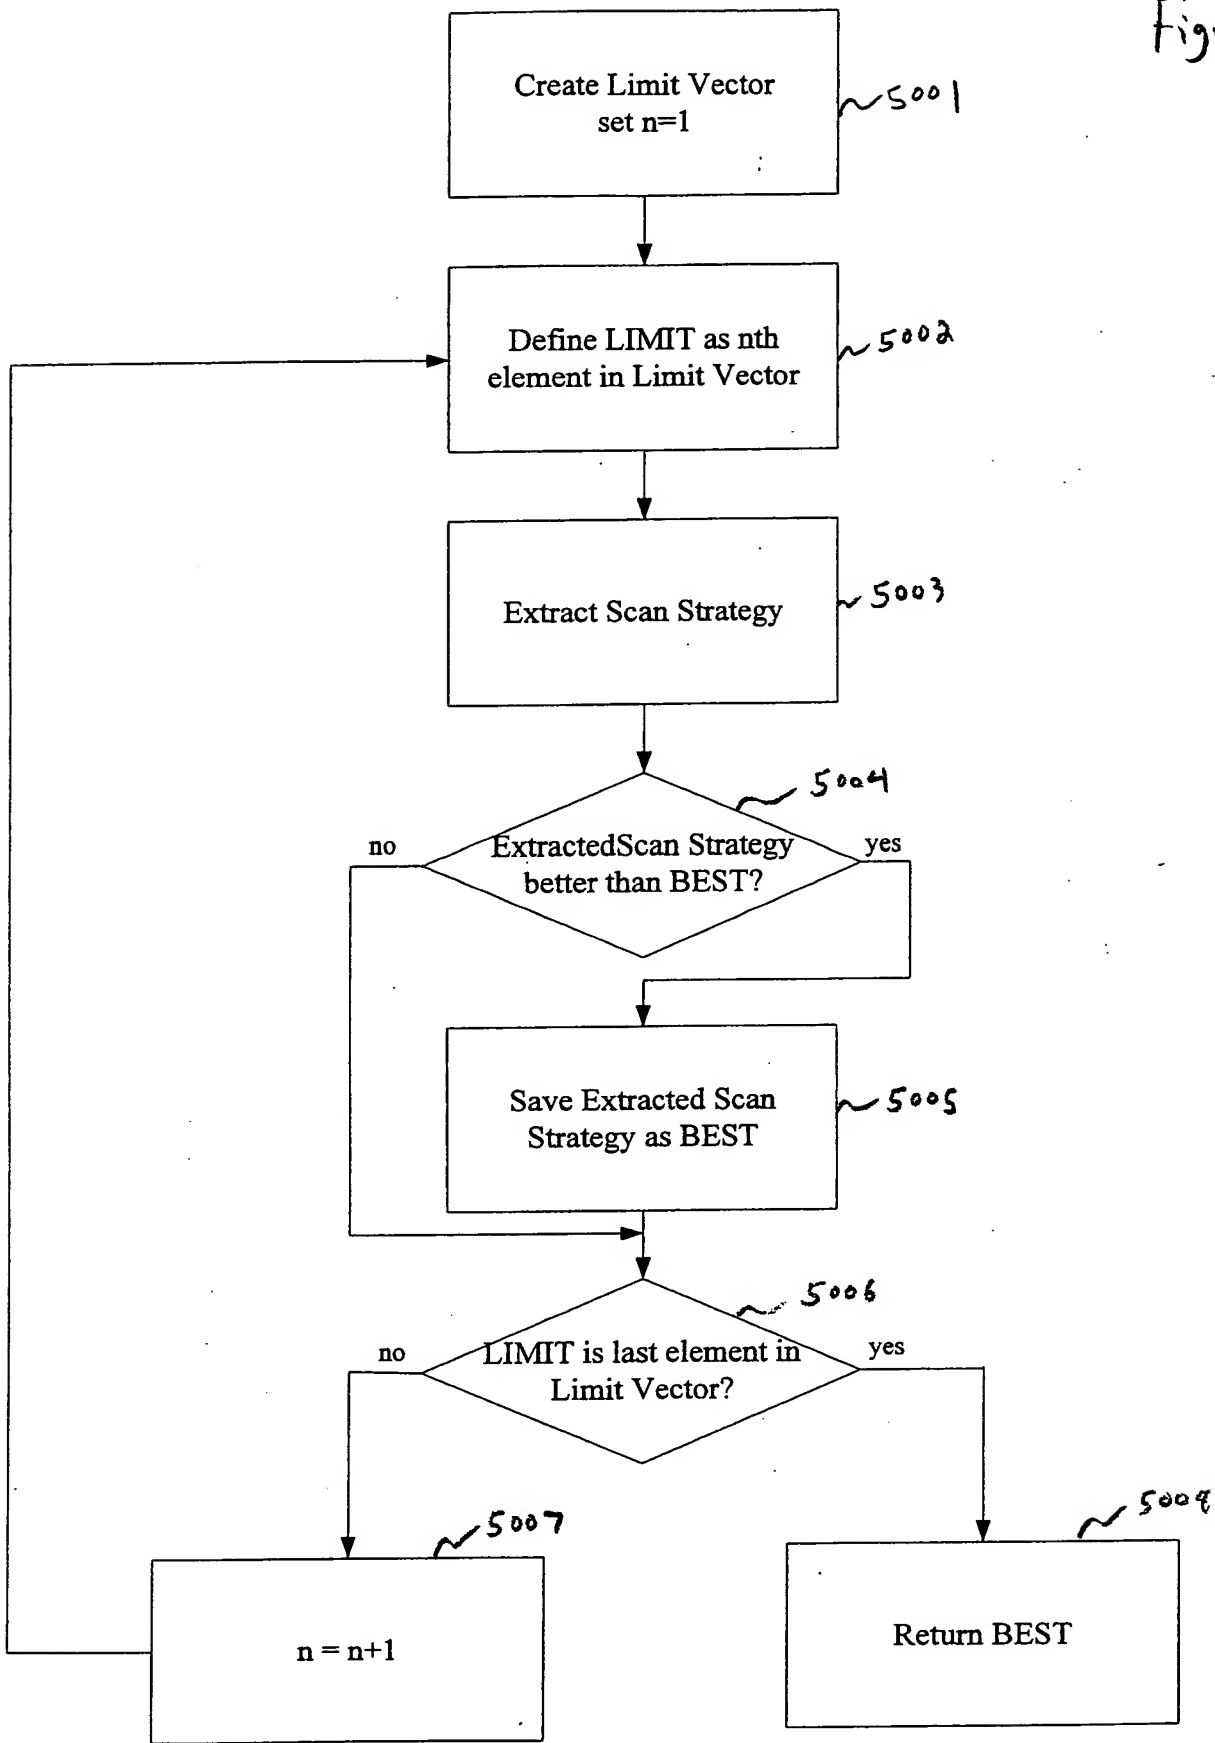 Fig
Create Limit Vector
set n=1
5001
Define LIMIT as nth
element in Limit Vector
5002
Extract Scan Strategy
5003
5004
no
ExtractedScan Strategy
better than BEST?
yes
Save Extracted Scan
Strategy as BEST
5005
5006
no
LIMIT is last element in
Limit Vector?
yes
5007
n = n+1
Return BEST